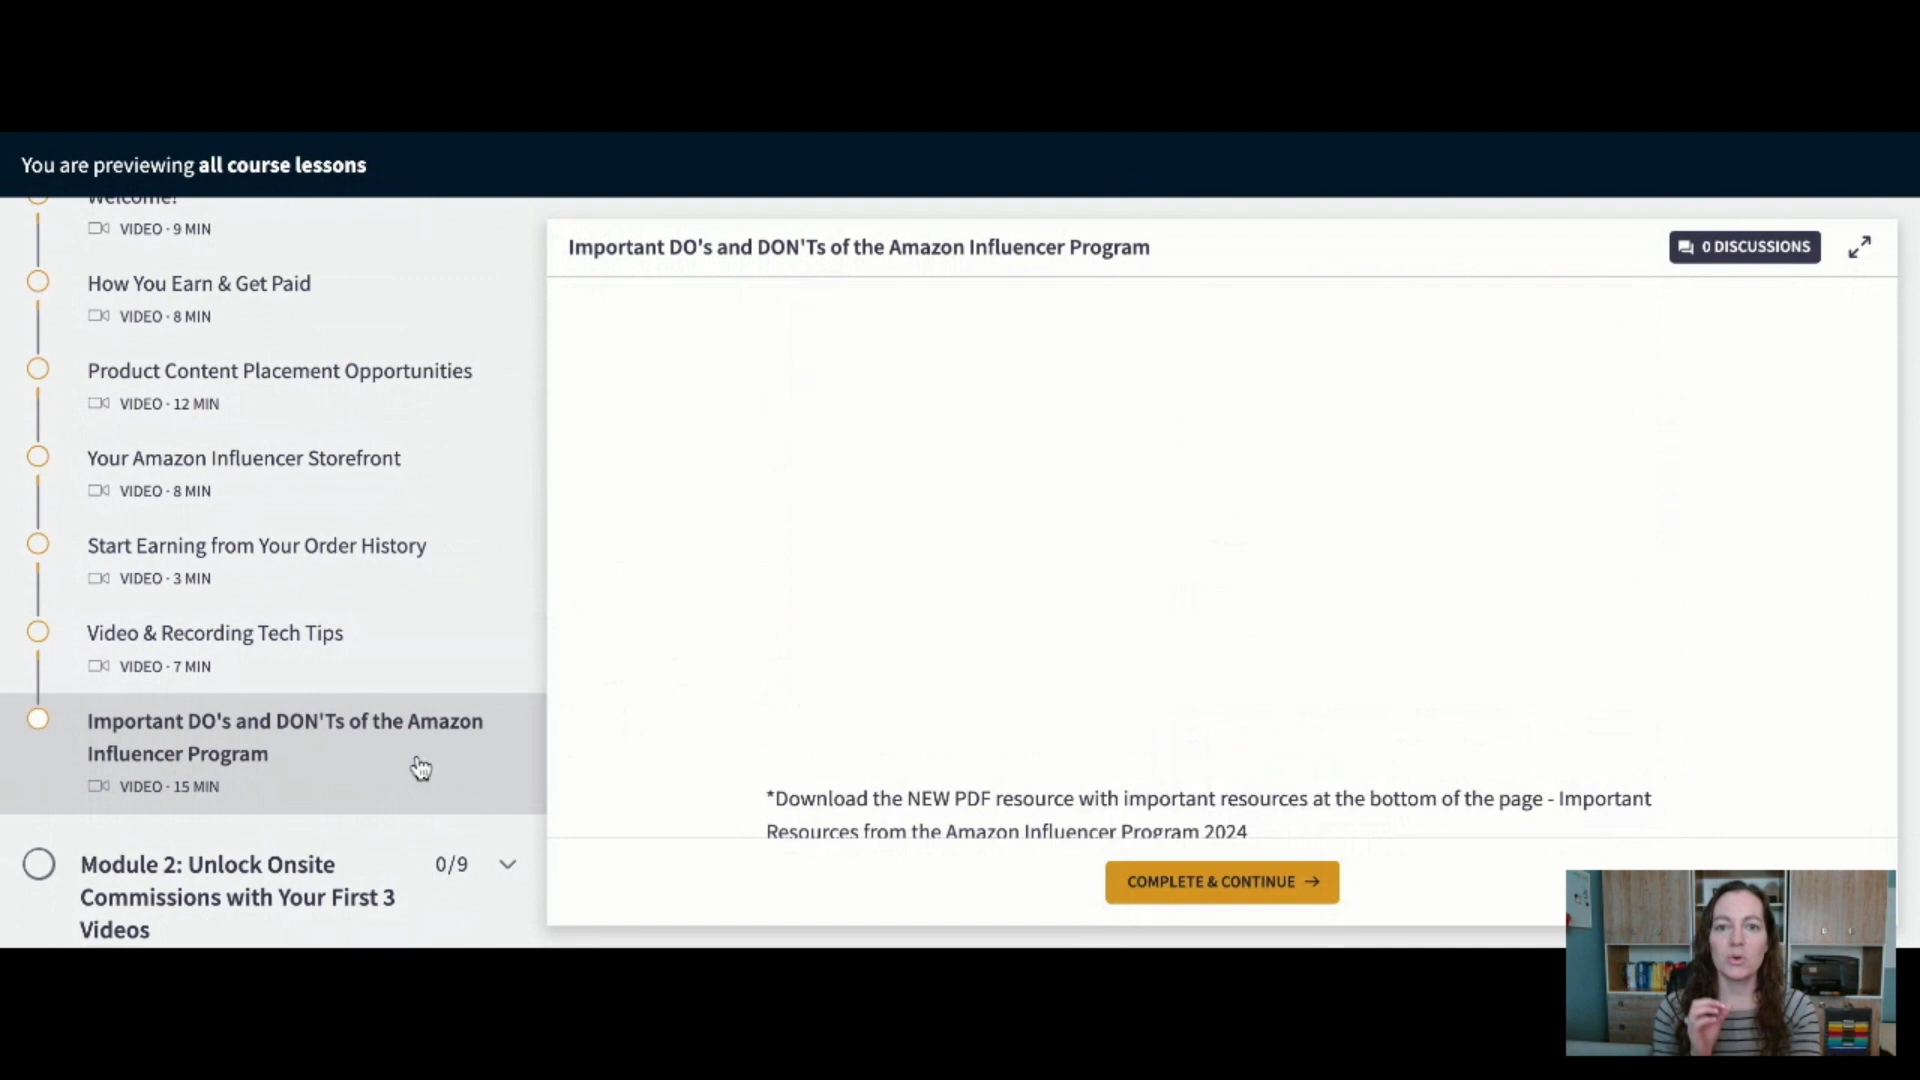 You are previewing all course lessons
Welcome!
VIDEO · 9 MIN
How You Earn & Get Paid
VIDEO · 8 MIN
Product Content Placement Opportunities
VIDEO · 12 MIN
Your Amazon Influencer Storefront
VIDEO · 8 MIN
Start Earning from Your Order History
VIDEO · 3 MIN
Video & Recording Tech Tips
VIDEO · 7 MIN
Important DO's and DON'Ts of the Amazon
Influencer Program
VIDEO · 15 MIN
Module 2: Unlock Onsite
Commissions with Your First 3
Videos
0/9
Important DO's and DON'Ts of the Amazon Influencer Program
0 DISCUSSIONS
*Download the NEW PDF resource with important resources at the bottom of the page - Important
Resources from the Amazon Influencer Program 2024
COMPLETE & CONTINUE →